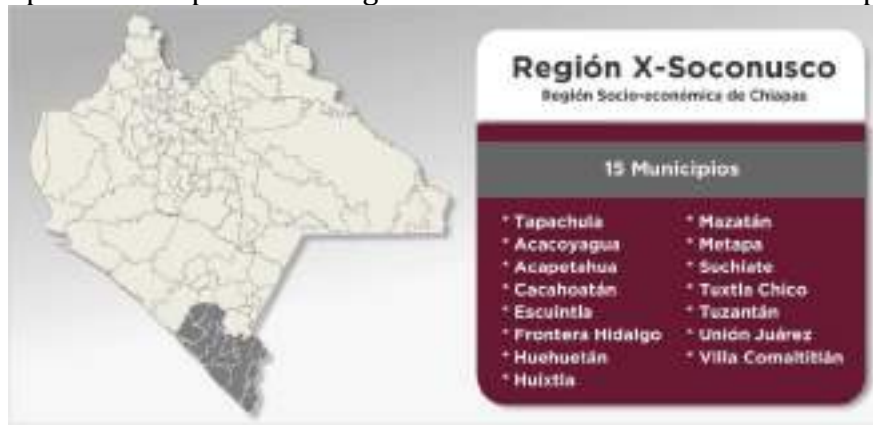 Región X-Soconusco
Región Socio-económica de Chiapas
15 Municipios
* Tapachula
* Acacoyagua
* Acapetahua
* Cacahoatán
* Escuintla
* Frontera Hidalgo
* Huehuetán
* Huixtla
* Mazatán
* Metapa
* Suchiate
* Tuxtla Chico
* Tuzantán
* Unión Juárez
* Villa Comaltitlán